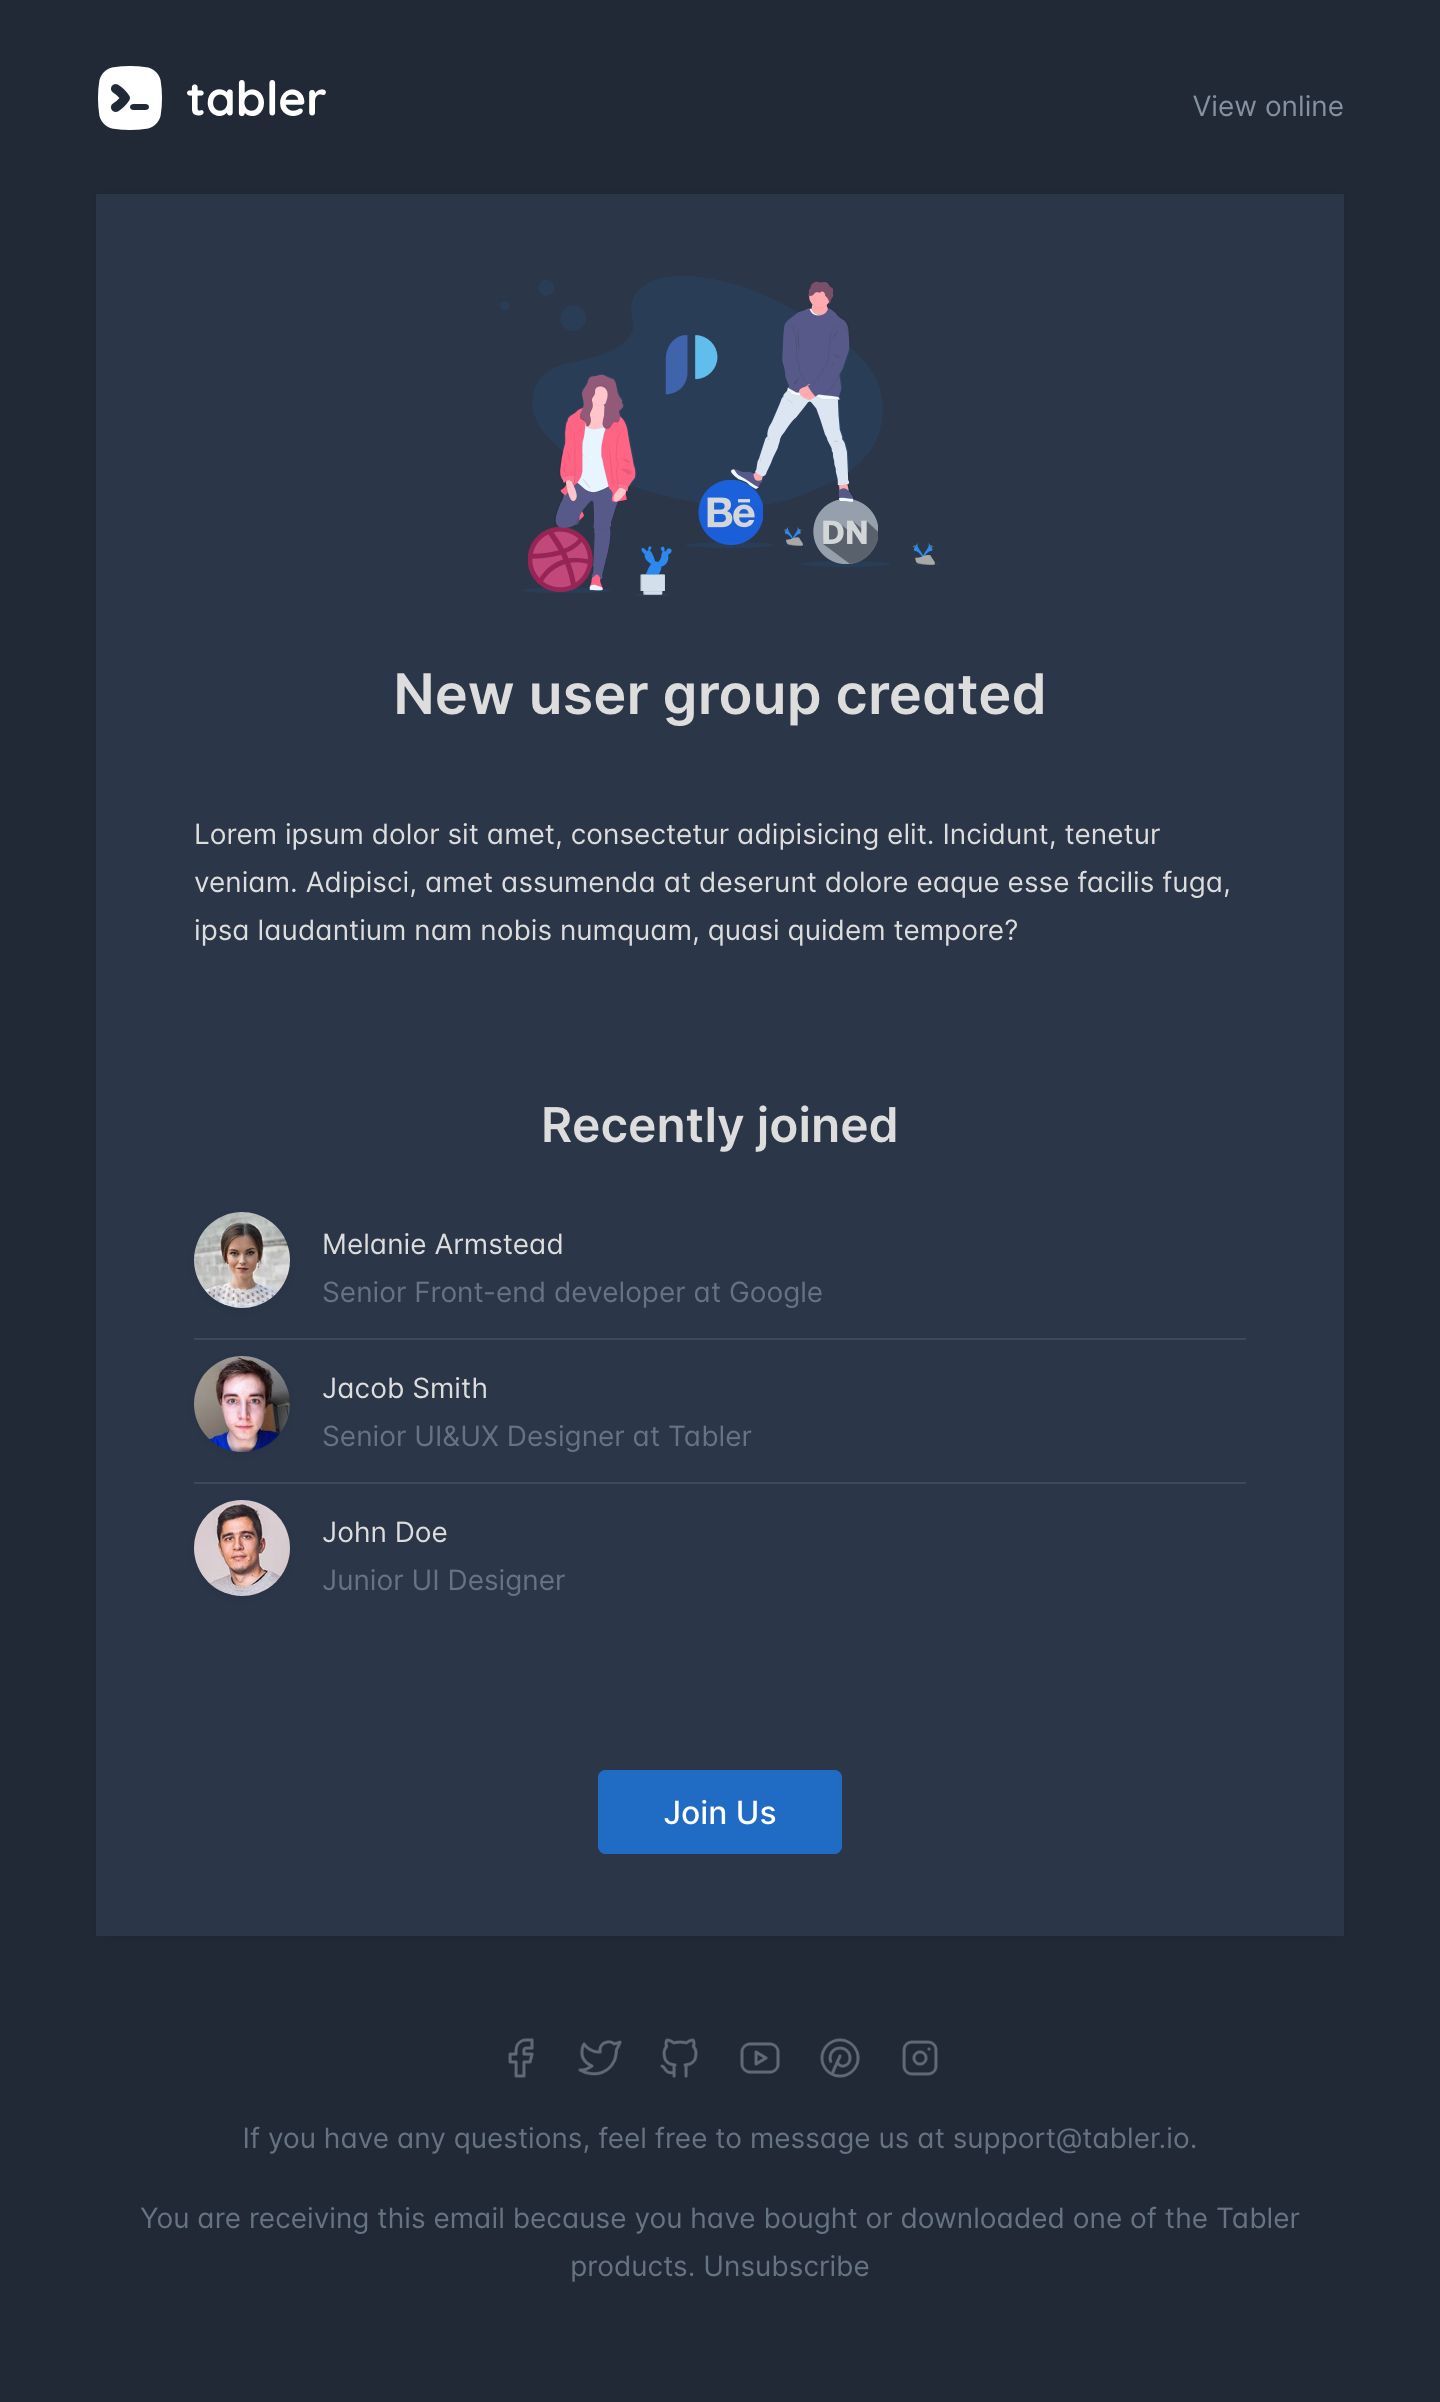 tabler
View online
Bē
DN
New user group created
Lorem ipsum dolor sit amet, consectetur adipisicing elit. Incidunt, tenetur
veniam. Adipisci, amet assumenda at deserunt dolore eaque esse facilis fuga,
ipsa laudantium nam nobis numquam, quasi quidem tempore?
Recently joined
Melanie Armstead
Senior Front-end developer at Google
Jacob Smith
Senior UI&UX Designer at Tabler
John Doe
Junior UI Designer
Join Us
If you have any questions, feel free to message us at support@tabler.io.
You are receiving this email because you have bought or downloaded one of the Tabler
products. Unsubscribe